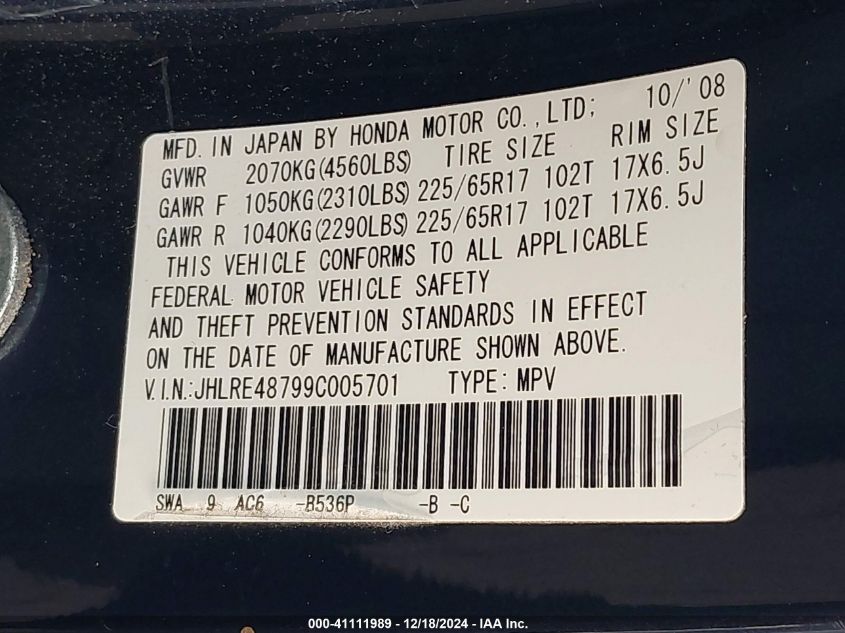 MFD. IN JAPAN BY HONDA MOTOR CO., LTD; 10/'08
GVWR 2070KG(4560LBS) TIRE SIZE RIM SIZE
GAWR F 1050KG(2310LBS) 225/65R17 102T 17X6.5J
GAWR R 1040KG(2290LBS) 225/65R17 102T 17X6.5J
THIS VEHICLE CONFORMS TO ALL APPLICABLE
FEDERAL MOTOR VEHICLE SAFETY
AND THEFT PREVENTION STANDARDS IN EFFECT
ON THE DATE OF MANUFACTURE SHOWN ABOVE.
V.I.N.:JHLRE48799C005701 TYPE: MPV
SWA 9 AC6 -B536P -B -C
000-41111989 - 12/18/2024 - IAA Inc.